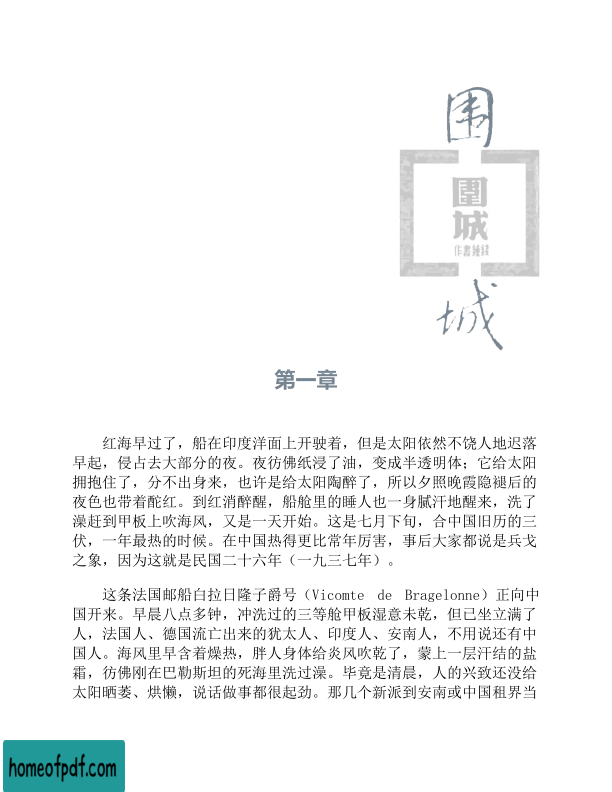 围
圍
城
作書鍾錢
城
第一章
红海早过了，船在印度洋面上开驶着，但是太阳依然不饶人地迟落
早起，侵占去大部分的夜。夜彷佛纸浸了油，变成半透明体；它给太阳
拥抱住了，分不出身来，也许是给太阳陶醉了，所以夕照晚霞隐褪后的
夜色也带着酡红。到红消醉醒，船舱里的睡人也一身腻汗地醒来，洗了
澡赶到甲板上吹海风，又是一天开始。这是七月下旬，合中国旧历的三
伏，一年最热的时候。在中国热得更比常年厉害，事后大家都说是兵戈
之象，因为这就是民国二十六年（一九三七年）。
这条法国邮船白拉日隆子爵号（Vicomte de Bragelonne）正向中
国开来。早晨八点多钟，冲洗过的三等舱甲板湿意未乾，但已坐立满了
人，法国人、德国流亡出来的犹太人、印度人、安南人，不用说还有中
国人。海风里早含着燥热，胖人身体给炎风吹乾了，蒙上一层汗结的盐
霜，彷佛刚在巴勒斯坦的死海里洗过澡。毕竟是清晨，人的兴致还没给
太阳晒萎、烘懒，说话做事都很起劲。那几个新派到安南或中国租界当
homeofpdf.com